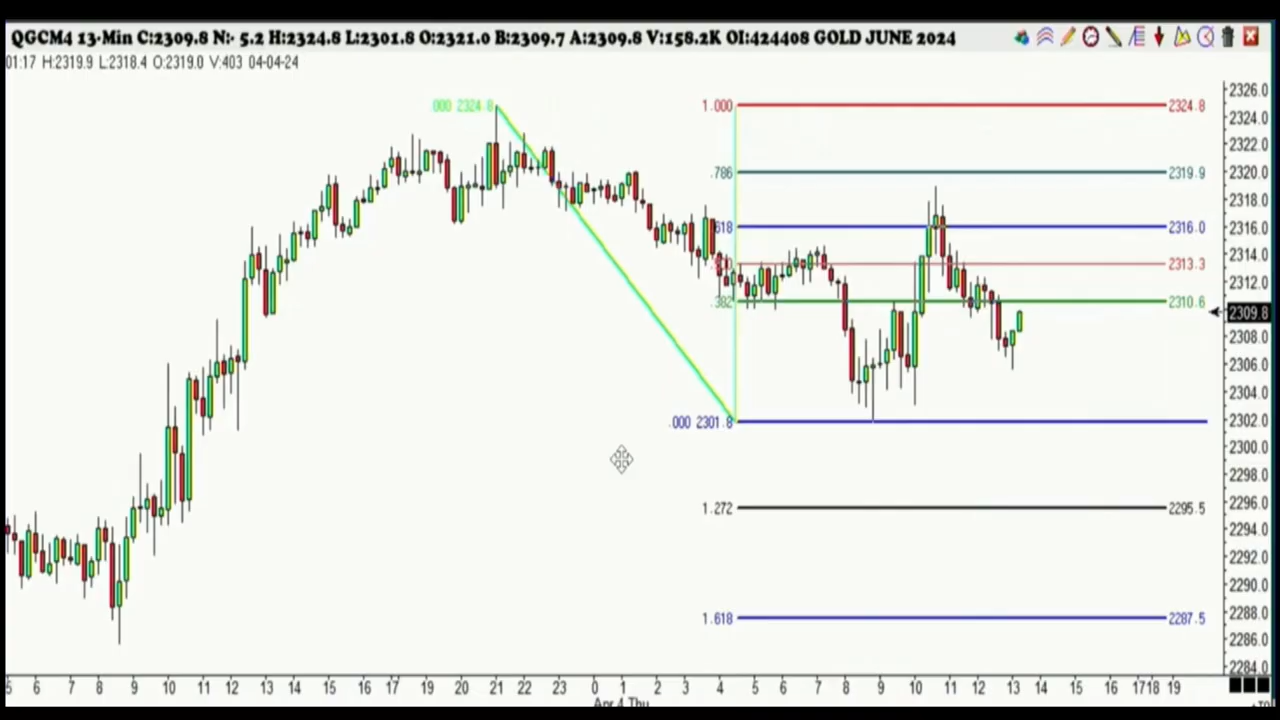 QGCM4 13-Min C:2309.8 N:- 5.2 H:2324.8 L:2301.8 O:2321.0 B:2309.7 A:2309.8 V:158.2K OI:424408 GOLD JUNE 2024
01:17 H:2319.9 L:2318.4 O:2319.0 V:403 04-04-24
2326.0
.000 2324.8 1.000 2324.8
2324.0
2322.0
.786 2319.9 2320.0
2318.0
.618 2316.0 2316.0
2314.0
2313.3
2312.0
.382 2310.6
2309.8
2308.0
2306.0
2304.0
.000 2301.8 2302.0
2300.0
2298.0
1.272 2295.5 2296.0
2294.0
2292.0
2290.0
2288.0
1.618 2287.5
2286.0
2284.0
5 6 7 8 9 10 11 12 13 14 15 16 17 19 20 21 22 23 0 1 2 3 4 5 6 7 8 9 10 11 12 13 14 15 16 17 18 19
Apr 4 Thu